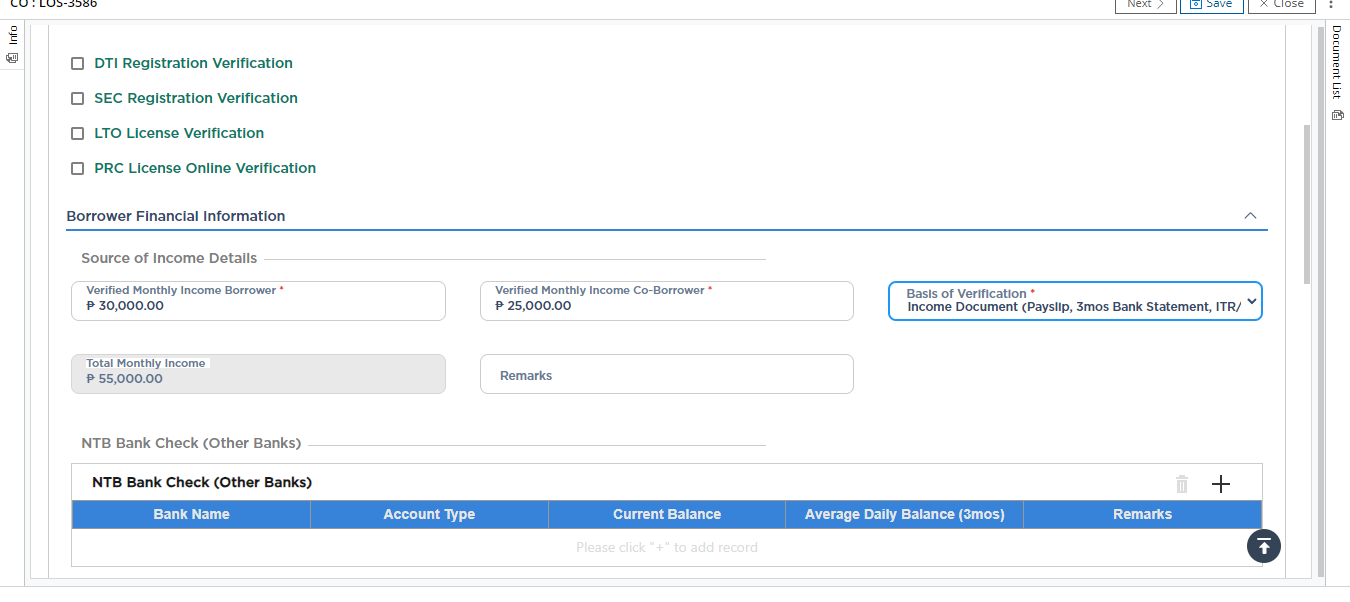 CO : LOS-3586
Next
Save
Close
Info
Document List
DTI Registration Verification
SEC Registration Verification
LTO License Verification
PRC License Online Verification
Borrower Financial Information
Source of Income Details
Verified Monthly Income Borrower *
₱ 30,000.00
Verified Monthly Income Co-Borrower *
₱ 25,000.00
Basis of Verification *
Income Document (Payslip, 3mos Bank Statement, ITR/
Total Monthly Income
₱ 55,000.00
Remarks
NTB Bank Check (Other Banks)
NTB Bank Check (Other Banks)
Bank Name Account Type Current Balance Average Daily Balance (3mos) Remarks
Please click "+" to add record